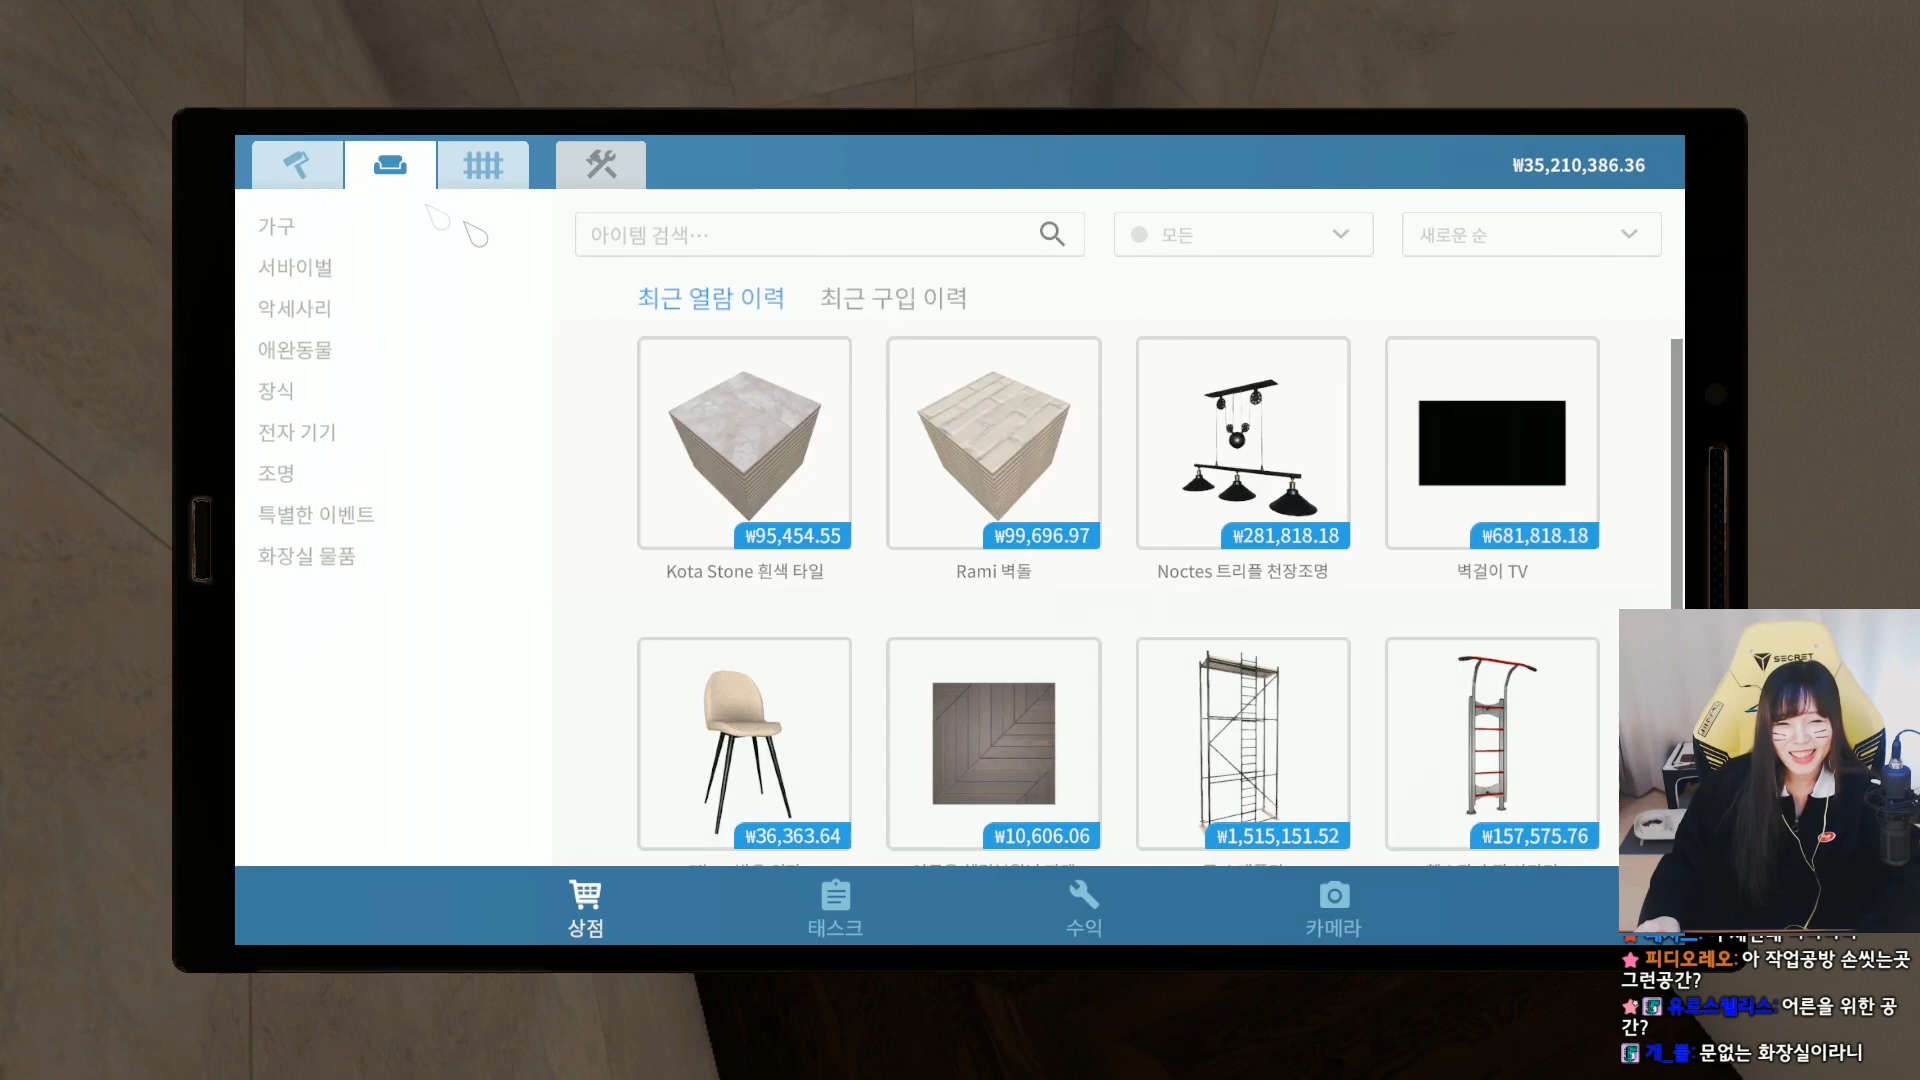 ₩35,210,386.36
가구
서바이벌
악세사리
애완동물
장식
전자 기기
조명
특별한 이벤트
화장실 물품
아이템 검색…
모든
새로운 순
최근 열람 이력
최근 구입 이력
₩95,454.55
₩99,696.97
₩281,818.18
₩681,818.18
Kota Stone 흰색 타일
Rami 벽돌
Noctes 트리플 천장조명
벽걸이 TV
₩36,363.64
₩10,606.06
₩1,515,151.52
₩157,575.76
상점
태스크
수익
카메라
SECRET
피디오레오: 아 작업공방 손씻는곳
그런공간?
유르스웰리스: 어른을 위한 공
간?
문없는 화장실이라니